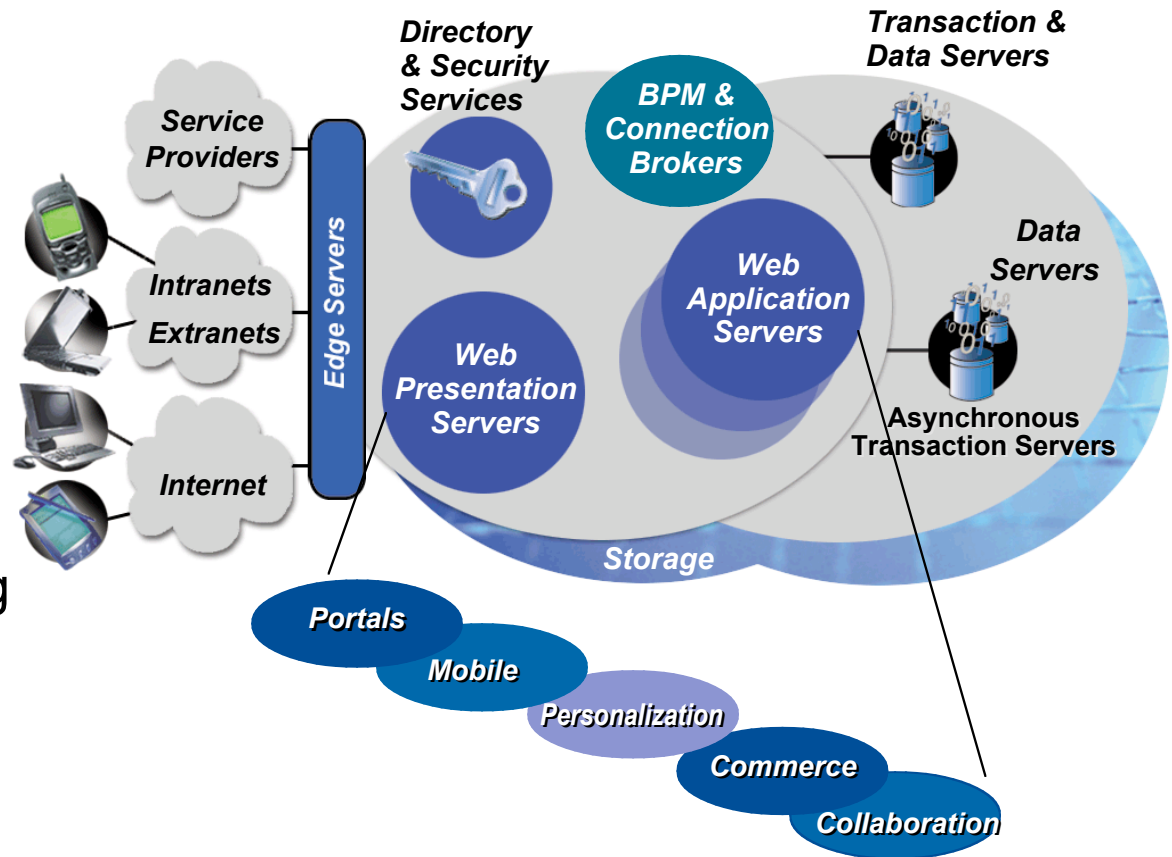 Directory
& Security
Services
Transaction &
Data Servers
BPM &
Connection
Brokers
Service
Providers
Intranets
Extranets
Internet
Edge Servers
Web
Presentation
Servers
Web
Application
Servers
Data
Servers
Asynchronous
Transaction Servers
Storage
g
Portals
Mobile
Personalization
Commerce
Collaboration